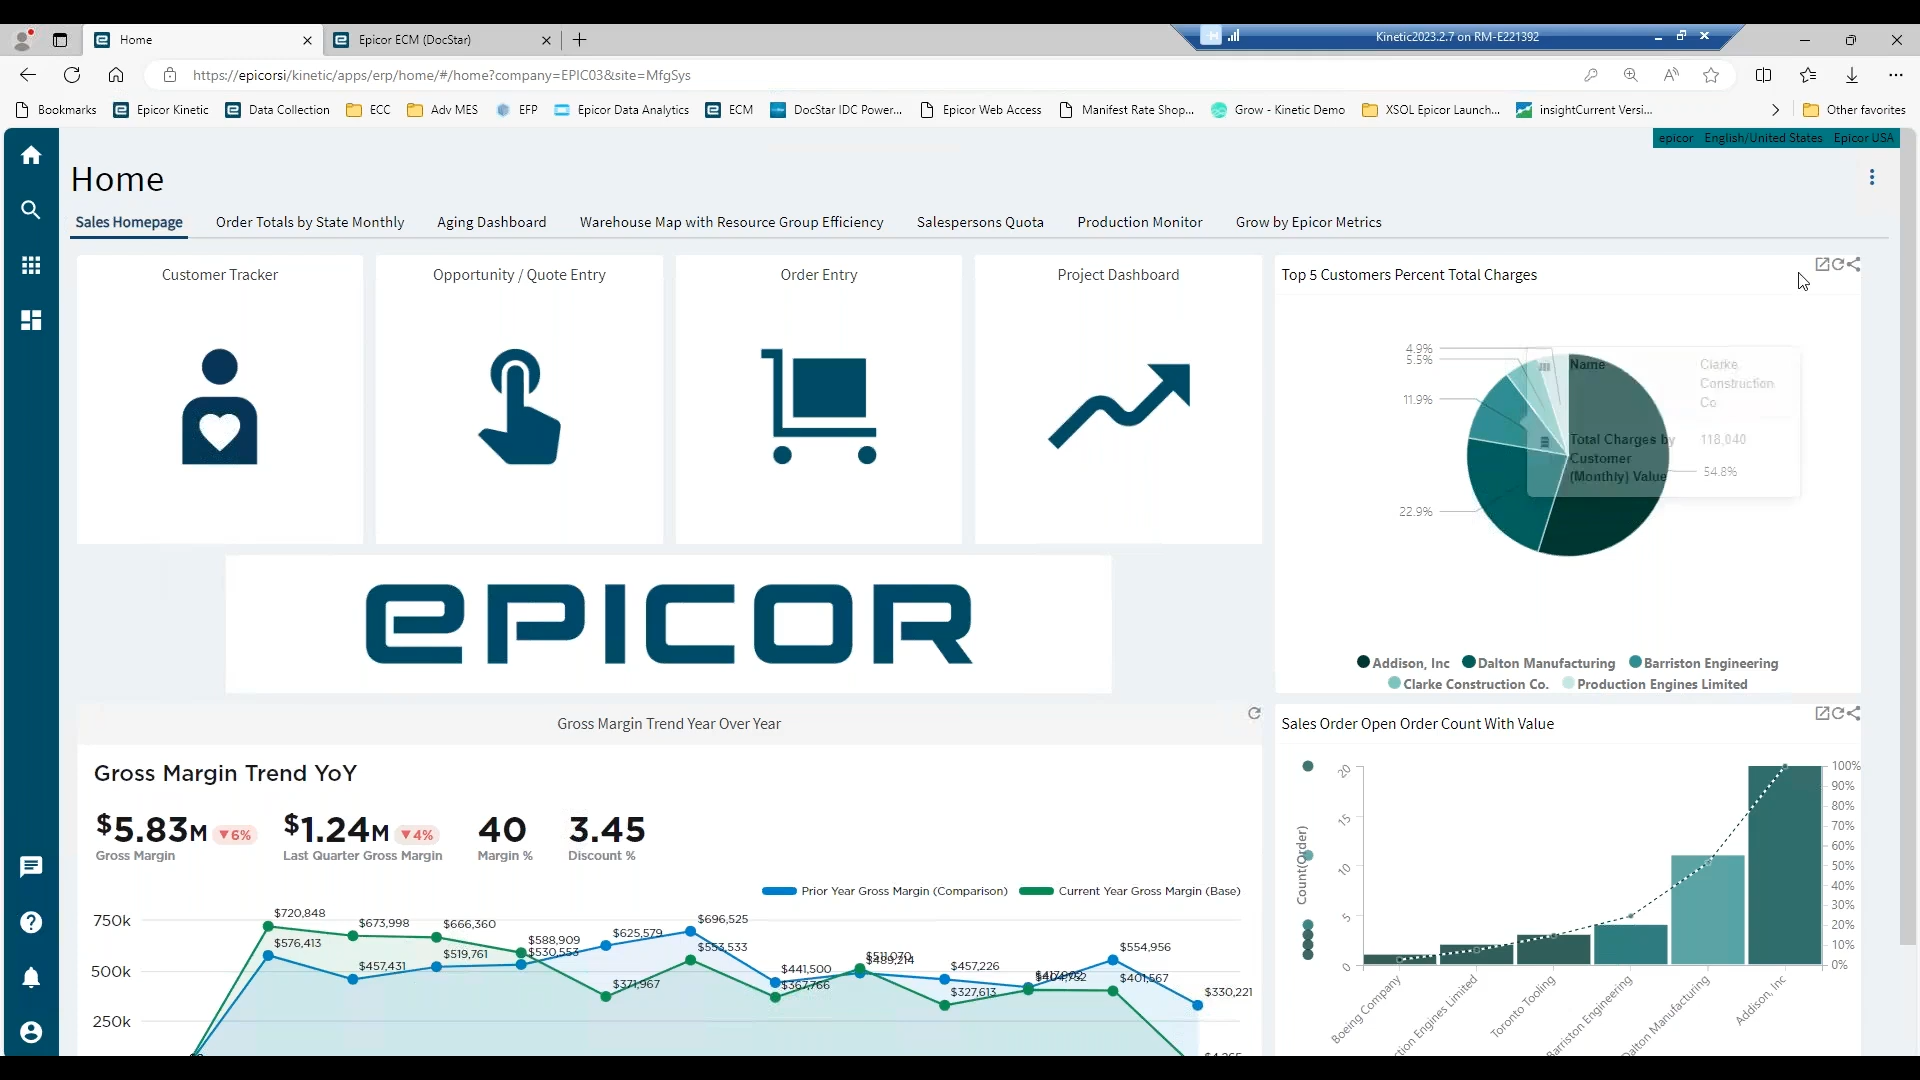 Home
Epicor ECM (DocStar)
Kinetic2023.2.7 on RM-E221392
https://epicorsi/kinetic/apps/erp/home/#/home?company=EPIC03&site=MfgSys
Bookmarks
Epicor Kinetic
Data Collection
ECC
Adv MES
EFP
Epicor Data Analytics
ECM
DocStar IDC Power...
Epicor Web Access
Manifest Rate Shop...
Grow - Kinetic Demo
XSOL Epicor Launch...
insightCurrent Versi...
Other favorites
epicor English/United States Epicor USA
Home
Sales Homepage
Order Totals by State Monthly
Aging Dashboard
Warehouse Map with Resource Group Efficiency
Salespersons Quota
Production Monitor
Grow by Epicor Metrics
Customer Tracker
Opportunity / Quote Entry
Order Entry
Project Dashboard
Top 5 Customers Percent Total Charges
4.9%
5.5%
11.9%
22.9%
54.8%
Name
Clarke
Construction
Co.
Total Charges by
Customer
(Monthly) Value
118,040
Addison, Inc
Dalton Manufacturing
Barriston Engineering
Clarke Construction Co.
Production Engines Limited
EPICOR
Gross Margin Trend Year Over Year
Gross Margin Trend YoY
$5.83M ▼6%
Gross Margin
$1.24M ▼4%
Last Quarter Gross Margin
40
Margin %
3.45
Discount %
Prior Year Gross Margin (Comparison)
Current Year Gross Margin (Base)
750k
500k
250k
$720,848
$576,413
$673,998
$457,431
$666,360
$519,761
$588,909
$530,553
$625,579
$371,967
$696,525
$553,533
$441,500
$367,766
$457,226
$327,613
$554,956
$401,567
$330,221
Sales Order Open Order Count With Value
Count(Order)
20
15
10
5
0
100%
90%
80%
70%
60%
50%
40%
30%
20%
10%
0%
Boeing Company
ction Engines Limited
Toronto Tooling
Barriston Engineering
Dalton Manufacturing
Addison, Inc